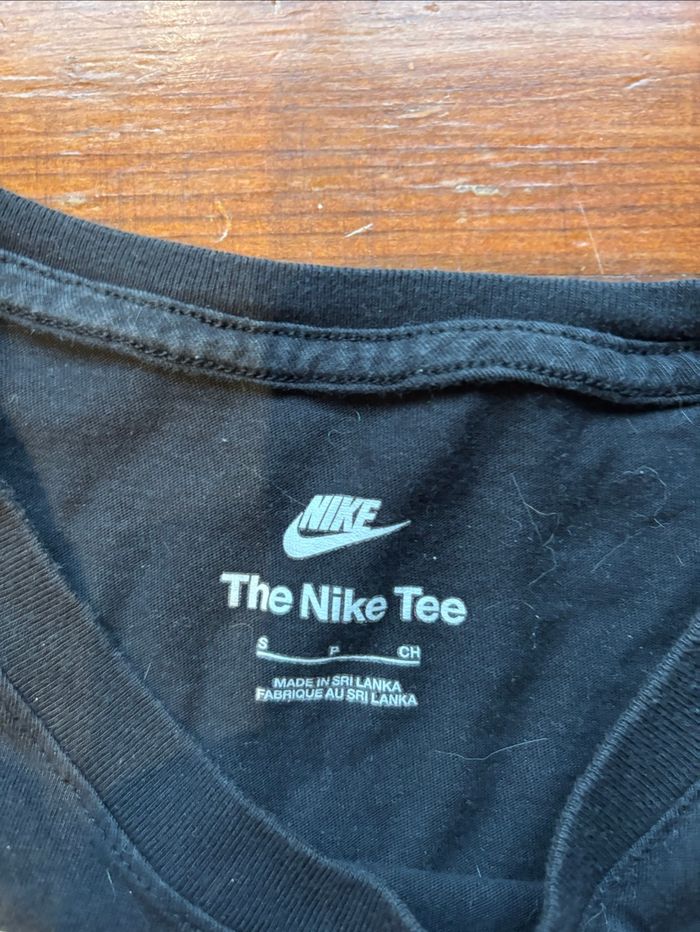 NIKE
The Nike Tee
S P CH
MADE IN SRI LANKA
FABRIQUE AU SRI LANKA